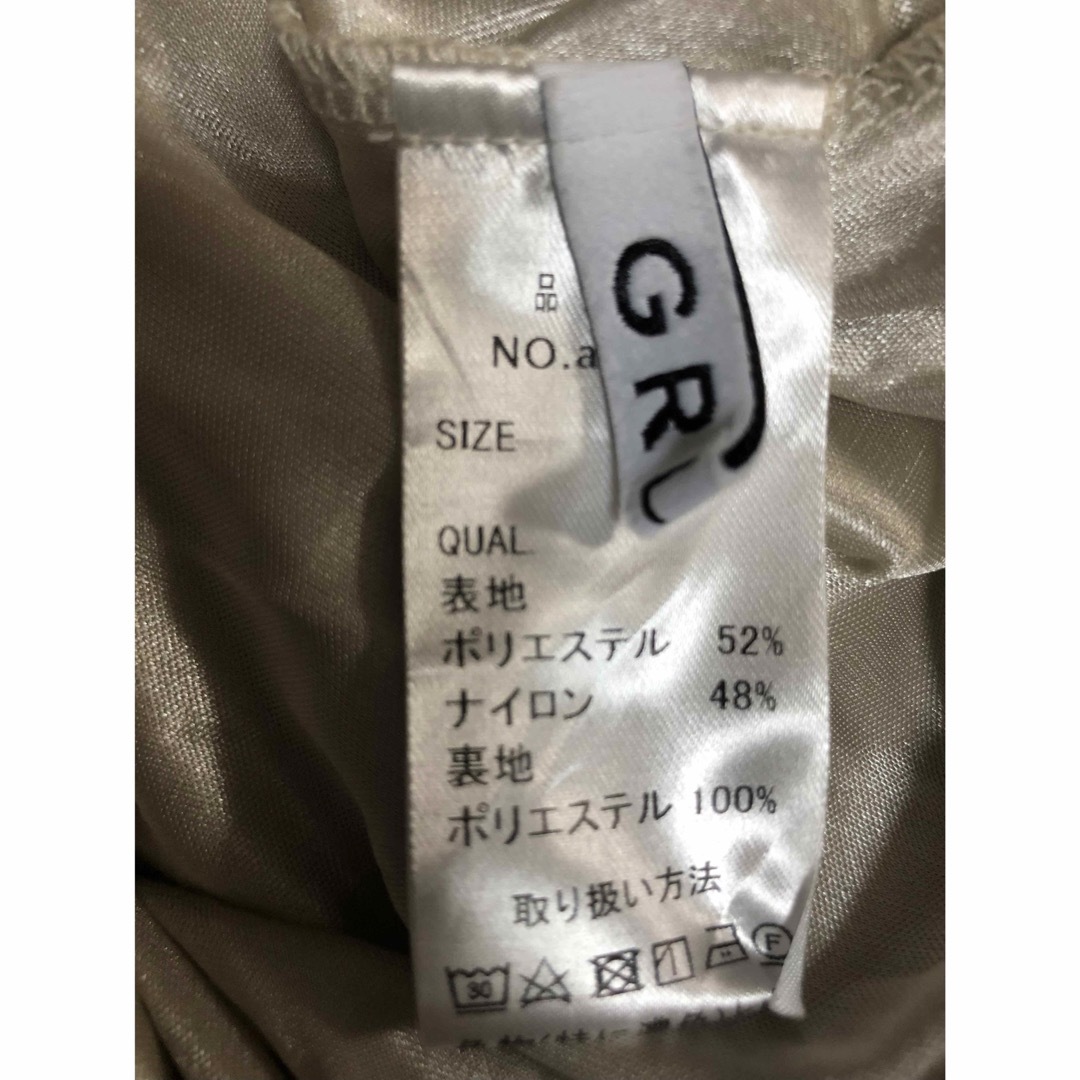 GRL
品
NO.a
SIZE
QUAL.
表地
ポリエステル 52%
ナイロン 48%
裏地
ポリエステル 100%
取り扱い方法
30
F